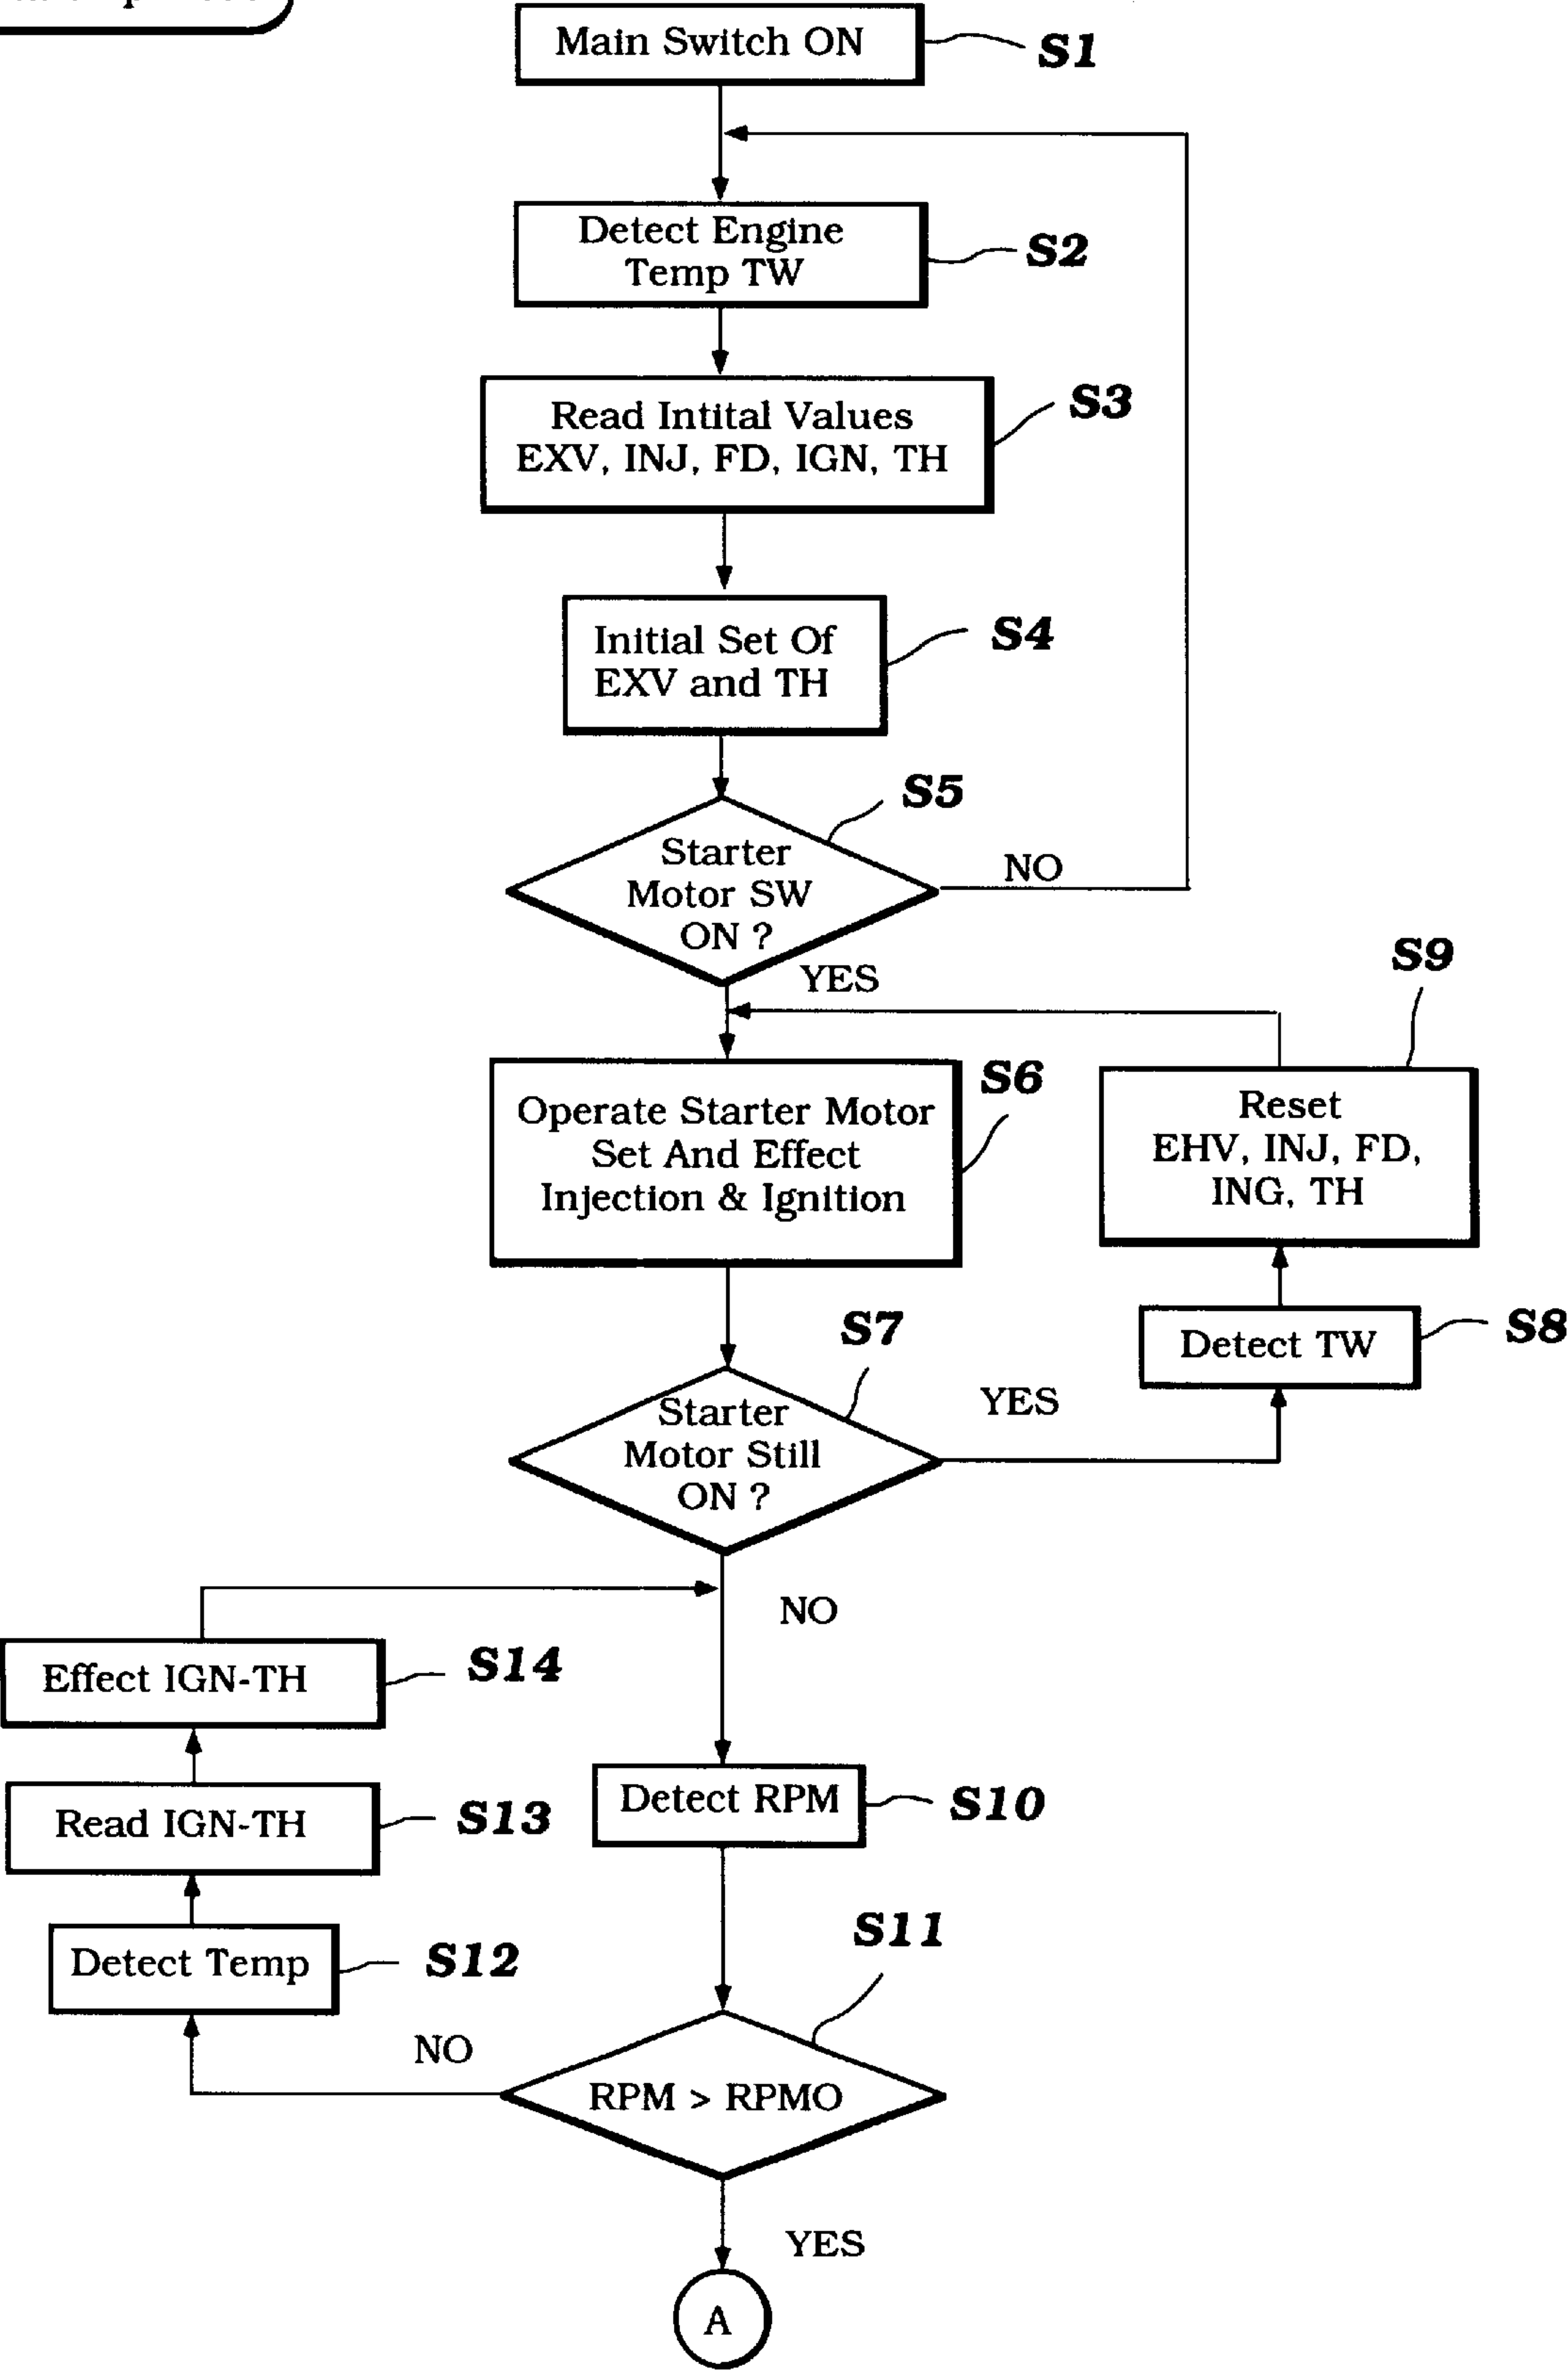 Main Switch ON
S1
Detect Engine
Temp TW
S2
Read Intital Values
EXV, INJ, FD, IGN, TH
S3
Initial Set Of
EXV and TH
S4
Starter
Motor SW
ON ?
S5
NO
YES
Operate Starter Motor
Set And Effect
Injection & Ignition
S6
Reset
EHV, INJ, FD,
ING, TH
S9
Detect TW
S8
Starter
Motor Still
ON ?
S7
YES
NO
Effect IGN-TH
S14
Read IGN-TH
S13
Detect Temp
S12
Detect RPM
S10
RPM > RPMO
S11
NO
YES
A